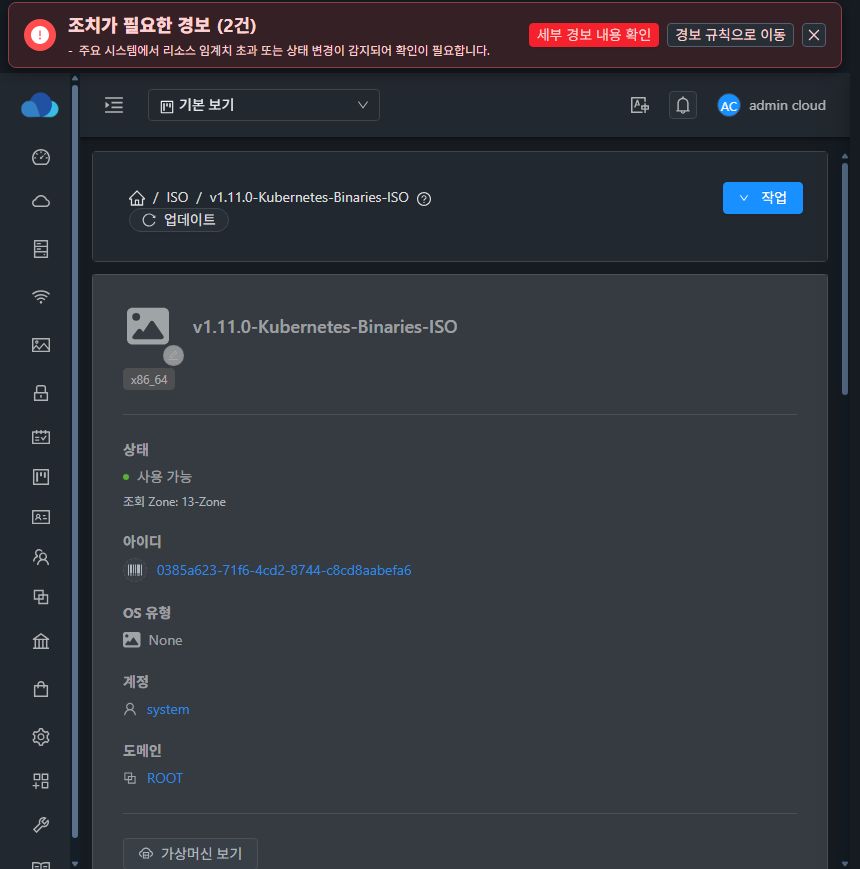 조치가 필요한 경보 (2건)
- 주요 시스템에서 리소스 임계치 초과 또는 상태 변경이 감지되어 확인이 필요합니다.
세부 경보 내용 확인
경보 규칙으로 이동
기본 보기
AC admin cloud
/ ISO / v1.11.0-Kubernetes-Binaries-ISO
업데이트
작업
v1.11.0-Kubernetes-Binaries-ISO
x86_64
상태
사용 가능
조회 Zone: 13-Zone
아이디
0385a623-71f6-4cd2-8744-c8cd8aabefa6
OS 유형
None
계정
system
도메인
ROOT
가상머신 보기